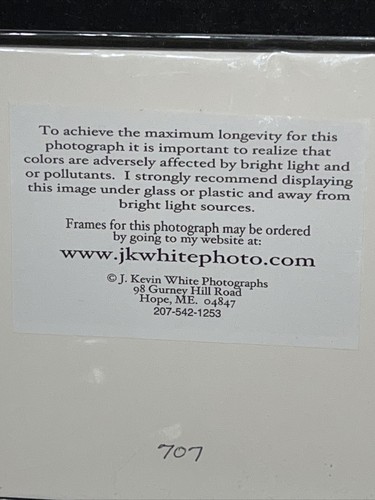 To achieve the maximum longevity for this
photograph it is important to realize that
colors are adversely affected by bright light and
or pollutants. I strongly recommend displaying
this image under glass or plastic and away from
bright light sources.
Frames for this photograph may be ordered
by going to my website at:
www.jkwhitephoto.com
© J. Kevin White Photographs
98 Gurney Hill Road
Hope, ME. 04847
207-542-1253
707